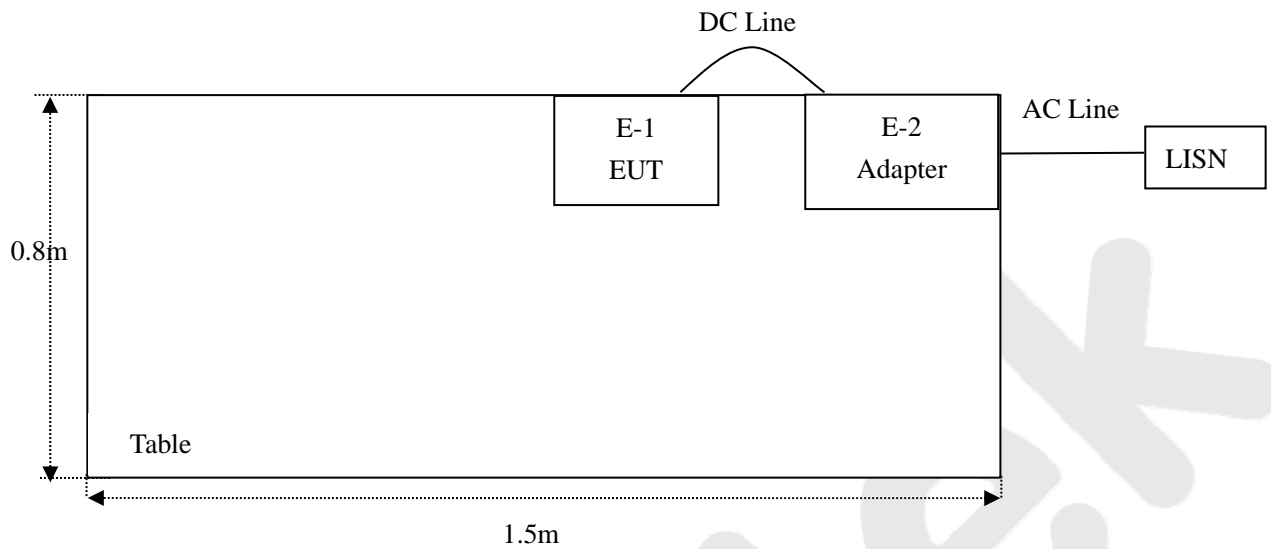 DC Line
E-1
EUT
E-2
Adapter
AC Line
LISN
0.8m
Table
1.5m